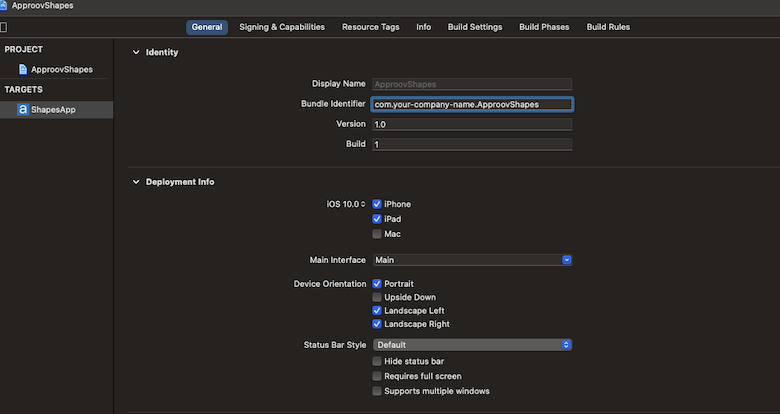 ApproovShapes
General Signing & Capabilities Resource Tags Info Build Settings Build Phases Build Rules
PROJECT
ApproovShapes
TARGETS
ShapesApp
Identity
Display Name ApproovShapes
Bundle Identifier com.your-company-name.ApproovShapes
Version 1.0
Build 1
Deployment Info
iOS 10.0 iPhone
iPad
Mac
Main Interface Main
Device Orientation Portrait
Upside Down
Landscape Left
Landscape Right
Status Bar Style Default
Hide status bar
Requires full screen
Supports multiple windows